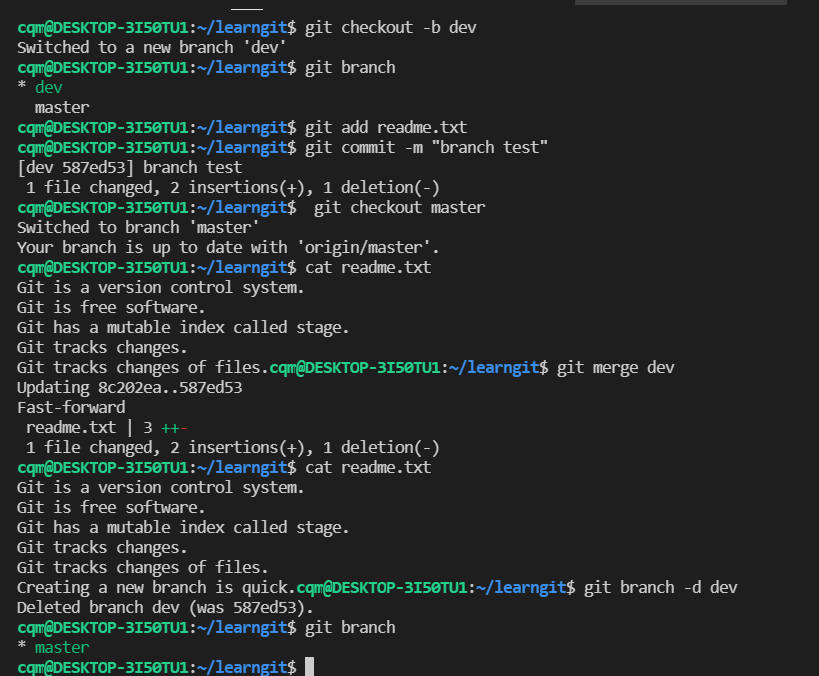 cqm@DESKTOP-3I50TU1:~/learngit$ git checkout -b dev
Switched to a new branch 'dev'
cqm@DESKTOP-3I50TU1:~/learngit$ git branch
* dev
  master
cqm@DESKTOP-3I50TU1:~/learngit$ git add readme.txt
cqm@DESKTOP-3I50TU1:~/learngit$ git commit -m "branch test"
[dev 587ed53] branch test
 1 file changed, 2 insertions(+), 1 deletion(-)
cqm@DESKTOP-3I50TU1:~/learngit$  git checkout master
Switched to branch 'master'
Your branch is up to date with 'origin/master'.
cqm@DESKTOP-3I50TU1:~/learngit$ cat readme.txt
Git is a version control system.
Git is free software.
Git has a mutable index called stage.
Git tracks changes.
Git tracks changes of files.cqm@DESKTOP-3I50TU1:~/learngit$ git merge dev
Updating 8c202ea..587ed53
Fast-forward
 readme.txt | 3 ++-
 1 file changed, 2 insertions(+), 1 deletion(-)
cqm@DESKTOP-3I50TU1:~/learngit$ cat readme.txt
Git is a version control system.
Git is free software.
Git has a mutable index called stage.
Git tracks changes.
Git tracks changes of files.
Creating a new branch is quick.cqm@DESKTOP-3I50TU1:~/learngit$ git branch -d dev
Deleted branch dev (was 587ed53).
cqm@DESKTOP-3I50TU1:~/learngit$ git branch
* master
cqm@DESKTOP-3I50TU1:~/learngit$